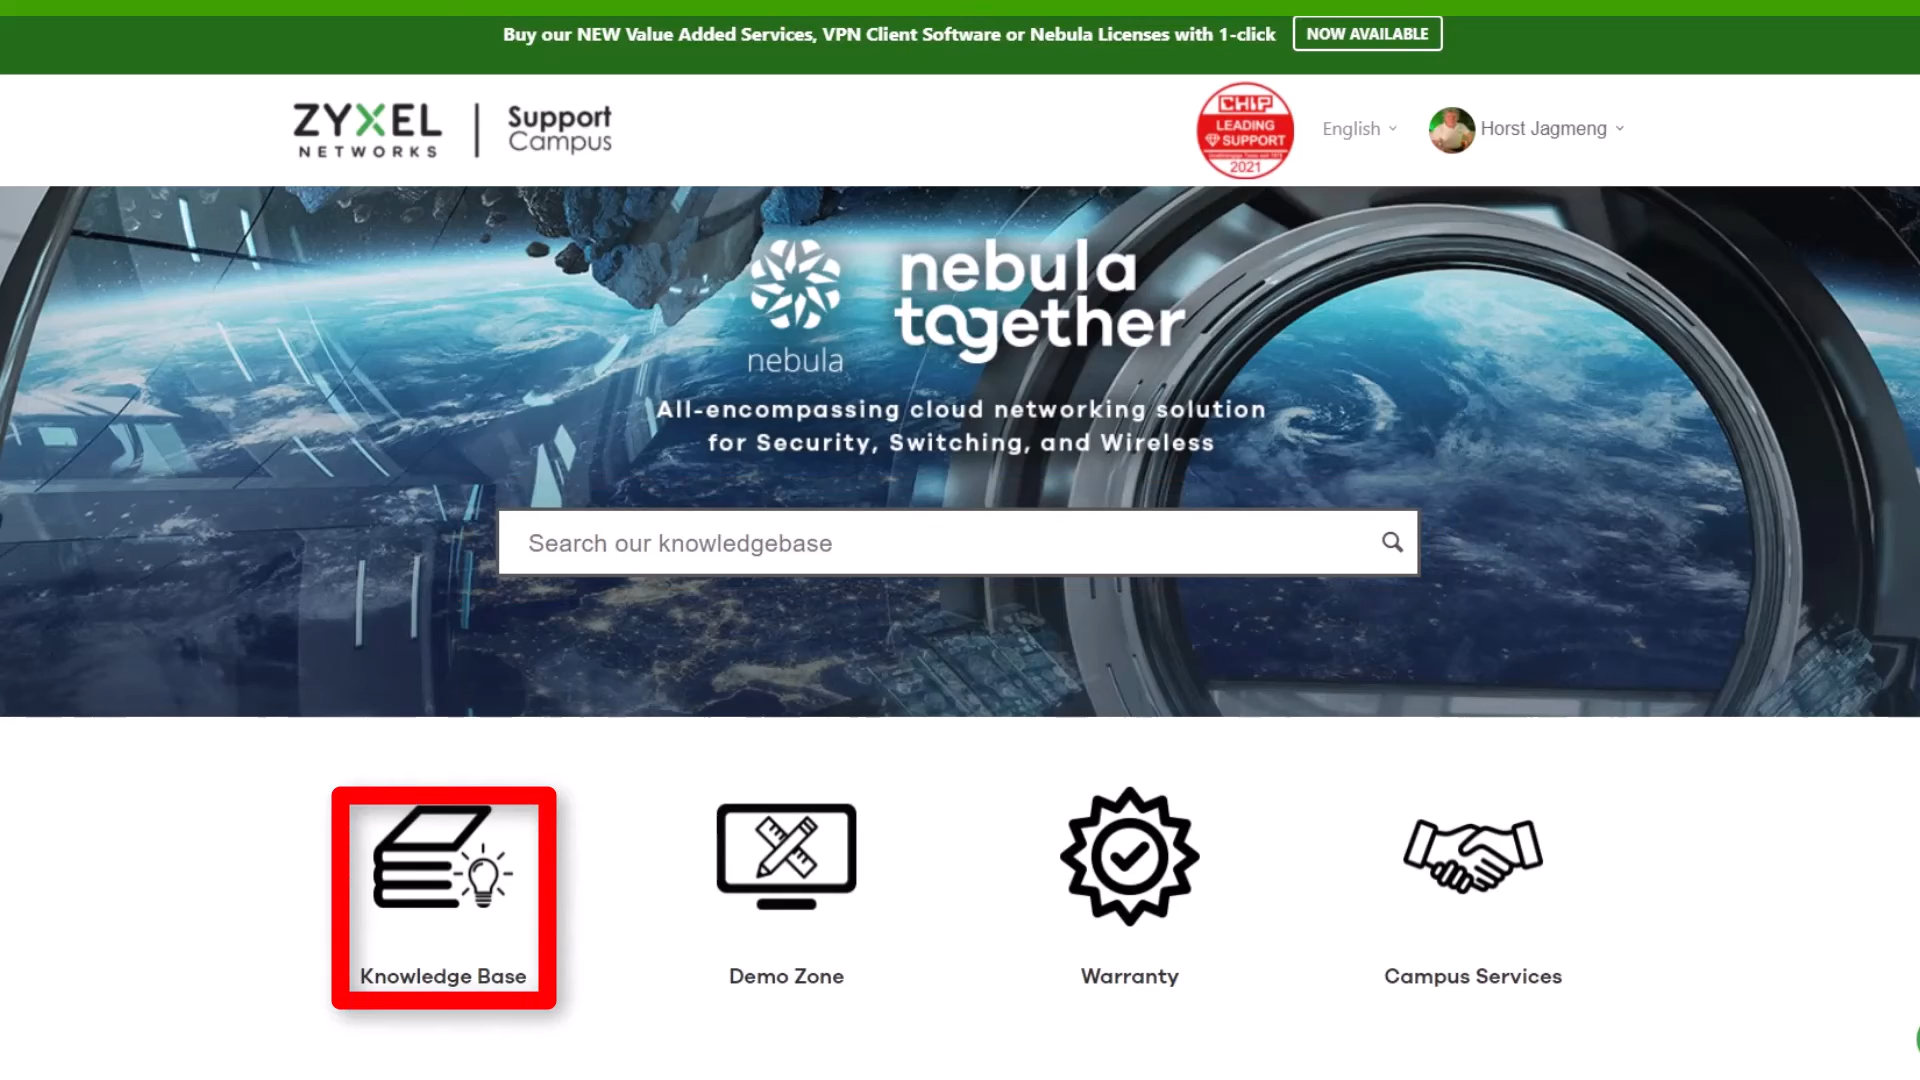 Buy our NEW Value Added Services, VPN Client Software or Nebula Licenses with 1-click NOW AVAILABLE
ZYXEL
NETWORKS
Support
Campus
CHIP
LEADING
SUPPORT
2021
English
Horst Jagmeng
nebula
together
nebula
All-encompassing cloud networking solution
for Security, Switching, and Wireless
Search our knowledgebase
Knowledge Base
Demo Zone
Warranty
Campus Services